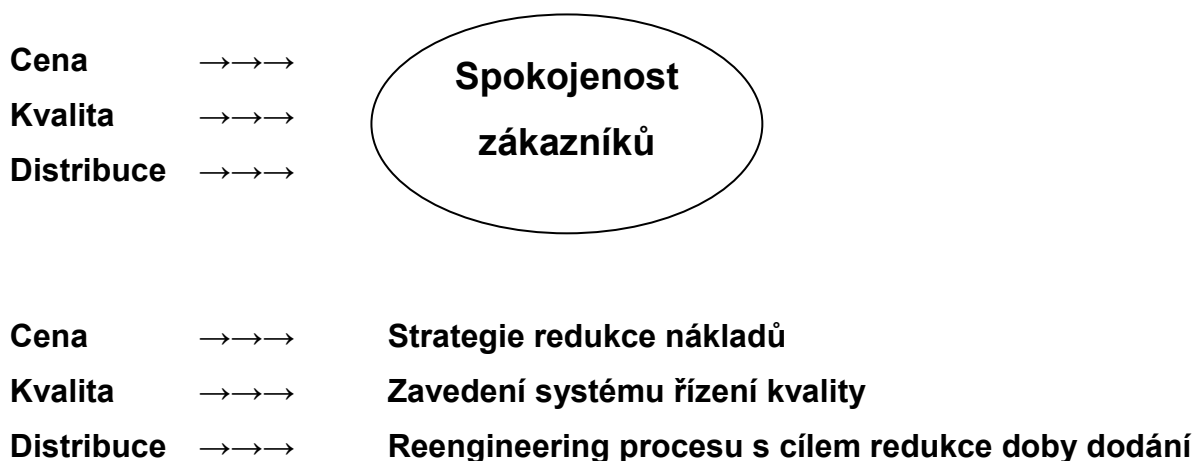 Cena →→→
Kvalita →→→
Distribuce →→→
Spokojenost
zákazníků
Cena →→→ Strategie redukce nákladů
Kvalita →→→ Zavedení systému řízení kvality
Distribuce →→→ Reengineering procesu s cílem redukce doby dodání